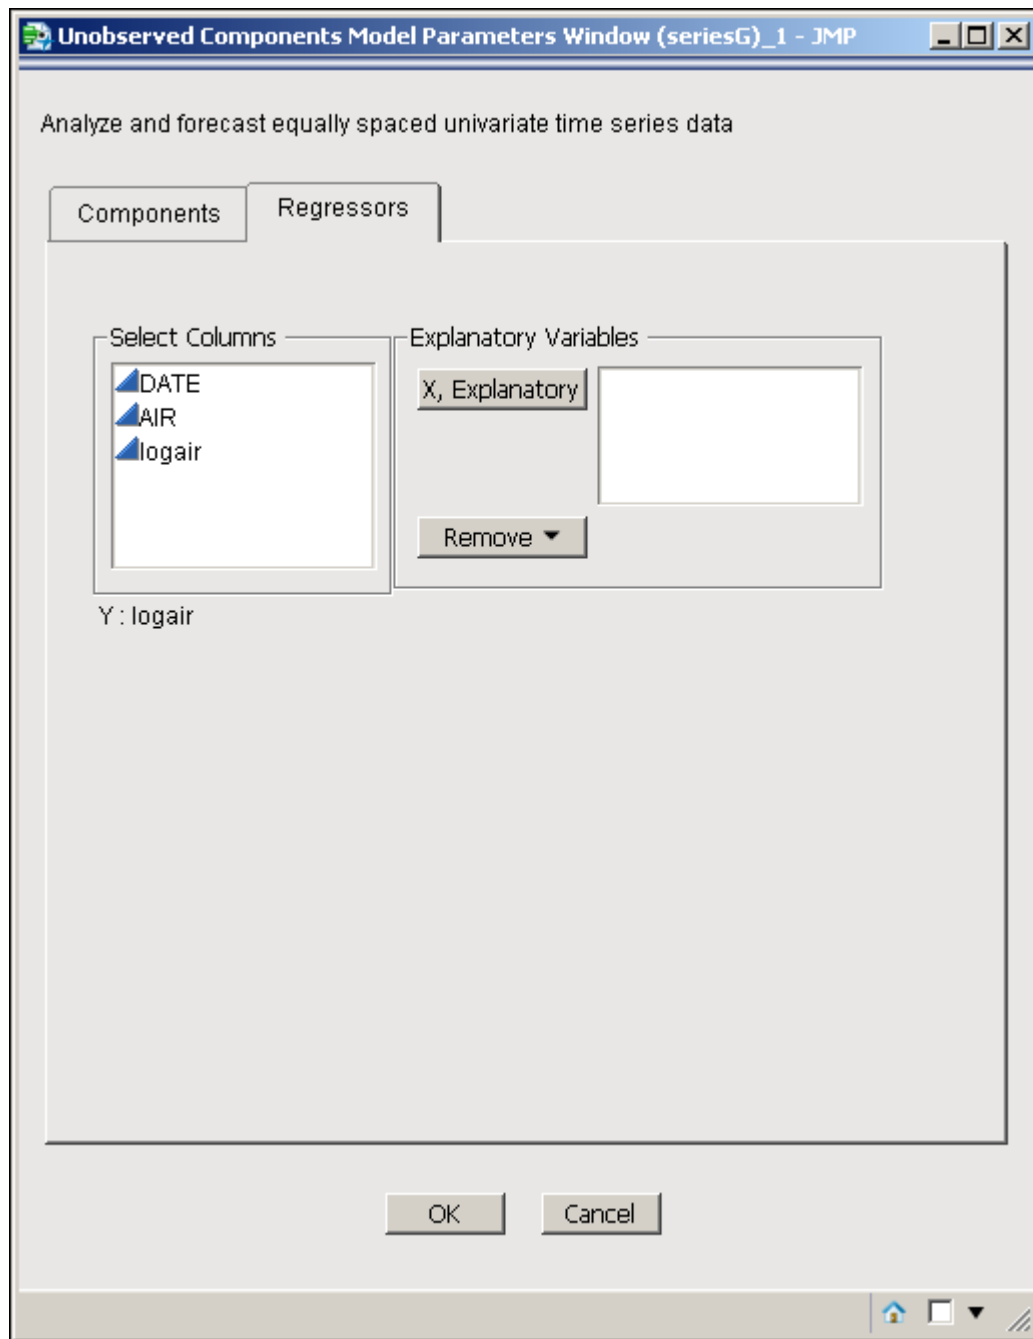 Unobserved Components Model Parameters Window (seriesG)_1 - JMP
Analyze and forecast equally spaced univariate time series data
Components
Regressors
Select Columns
DATE
AIR
logair
Explanatory Variables
X, Explanatory
Remove
Y : logair
OK
Cancel